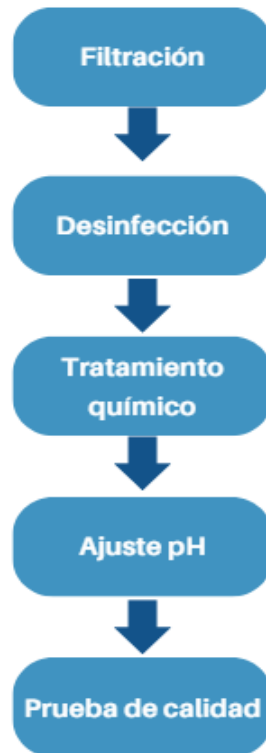 Filtración
Desinfección
Tratamiento
químico
Ajuste pH
Prueba de calidad